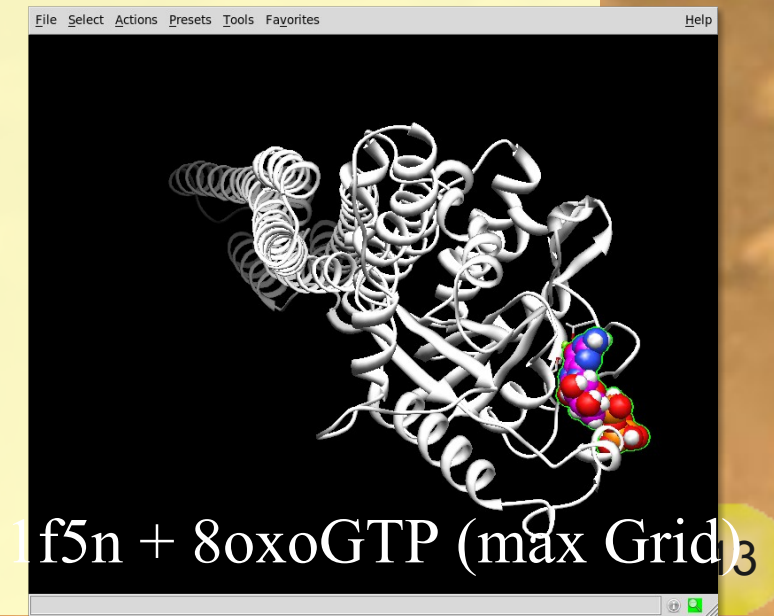 File Select Actions Presets Tools Favorites Help
1f5n + 8oxoGTP (max Grid)
13